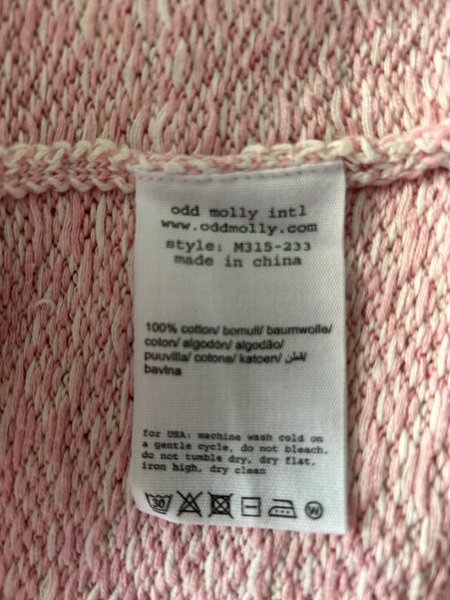 odd molly intl
www.oddmolly.com
style: M315-233
made in china
100% cotton/ bomull/ baumwolle/
coton/ algodón/ algodão/
puuvilla/ cotone/ katoen/ قطن/
bavlna
for USA: machine wash cold on
a gentle cycle, do not bleach,
do not tumble dry, dry flat,
iron high, dry clean
30 W